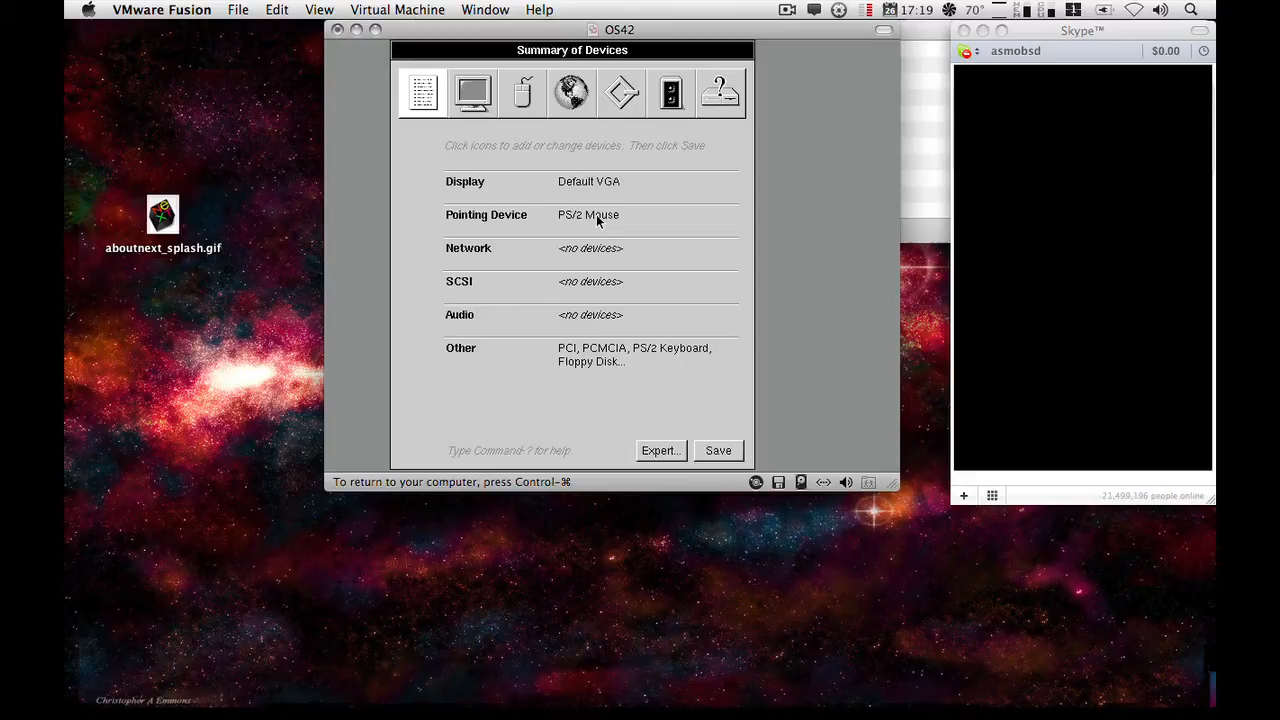 VMware Fusion File Edit View Virtual Machine Window Help 26 17:19 70°
OS42
Skype™
asmobsd $0.00
Summary of Devices
Click icons to add or change devices. Then click Save
Display Default VGA
Pointing Device PS/2 Mouse
Network <no devices>
SCSI <no devices>
Audio <no devices>
Other PCI, PCMCIA, PS/2 Keyboard,
Floppy Disk...
Type Command-? for help. Expert... Save
To return to your computer, press Control-⌘
aboutnext_splash.gif
21,499,196 people online
Christopher A Emmons